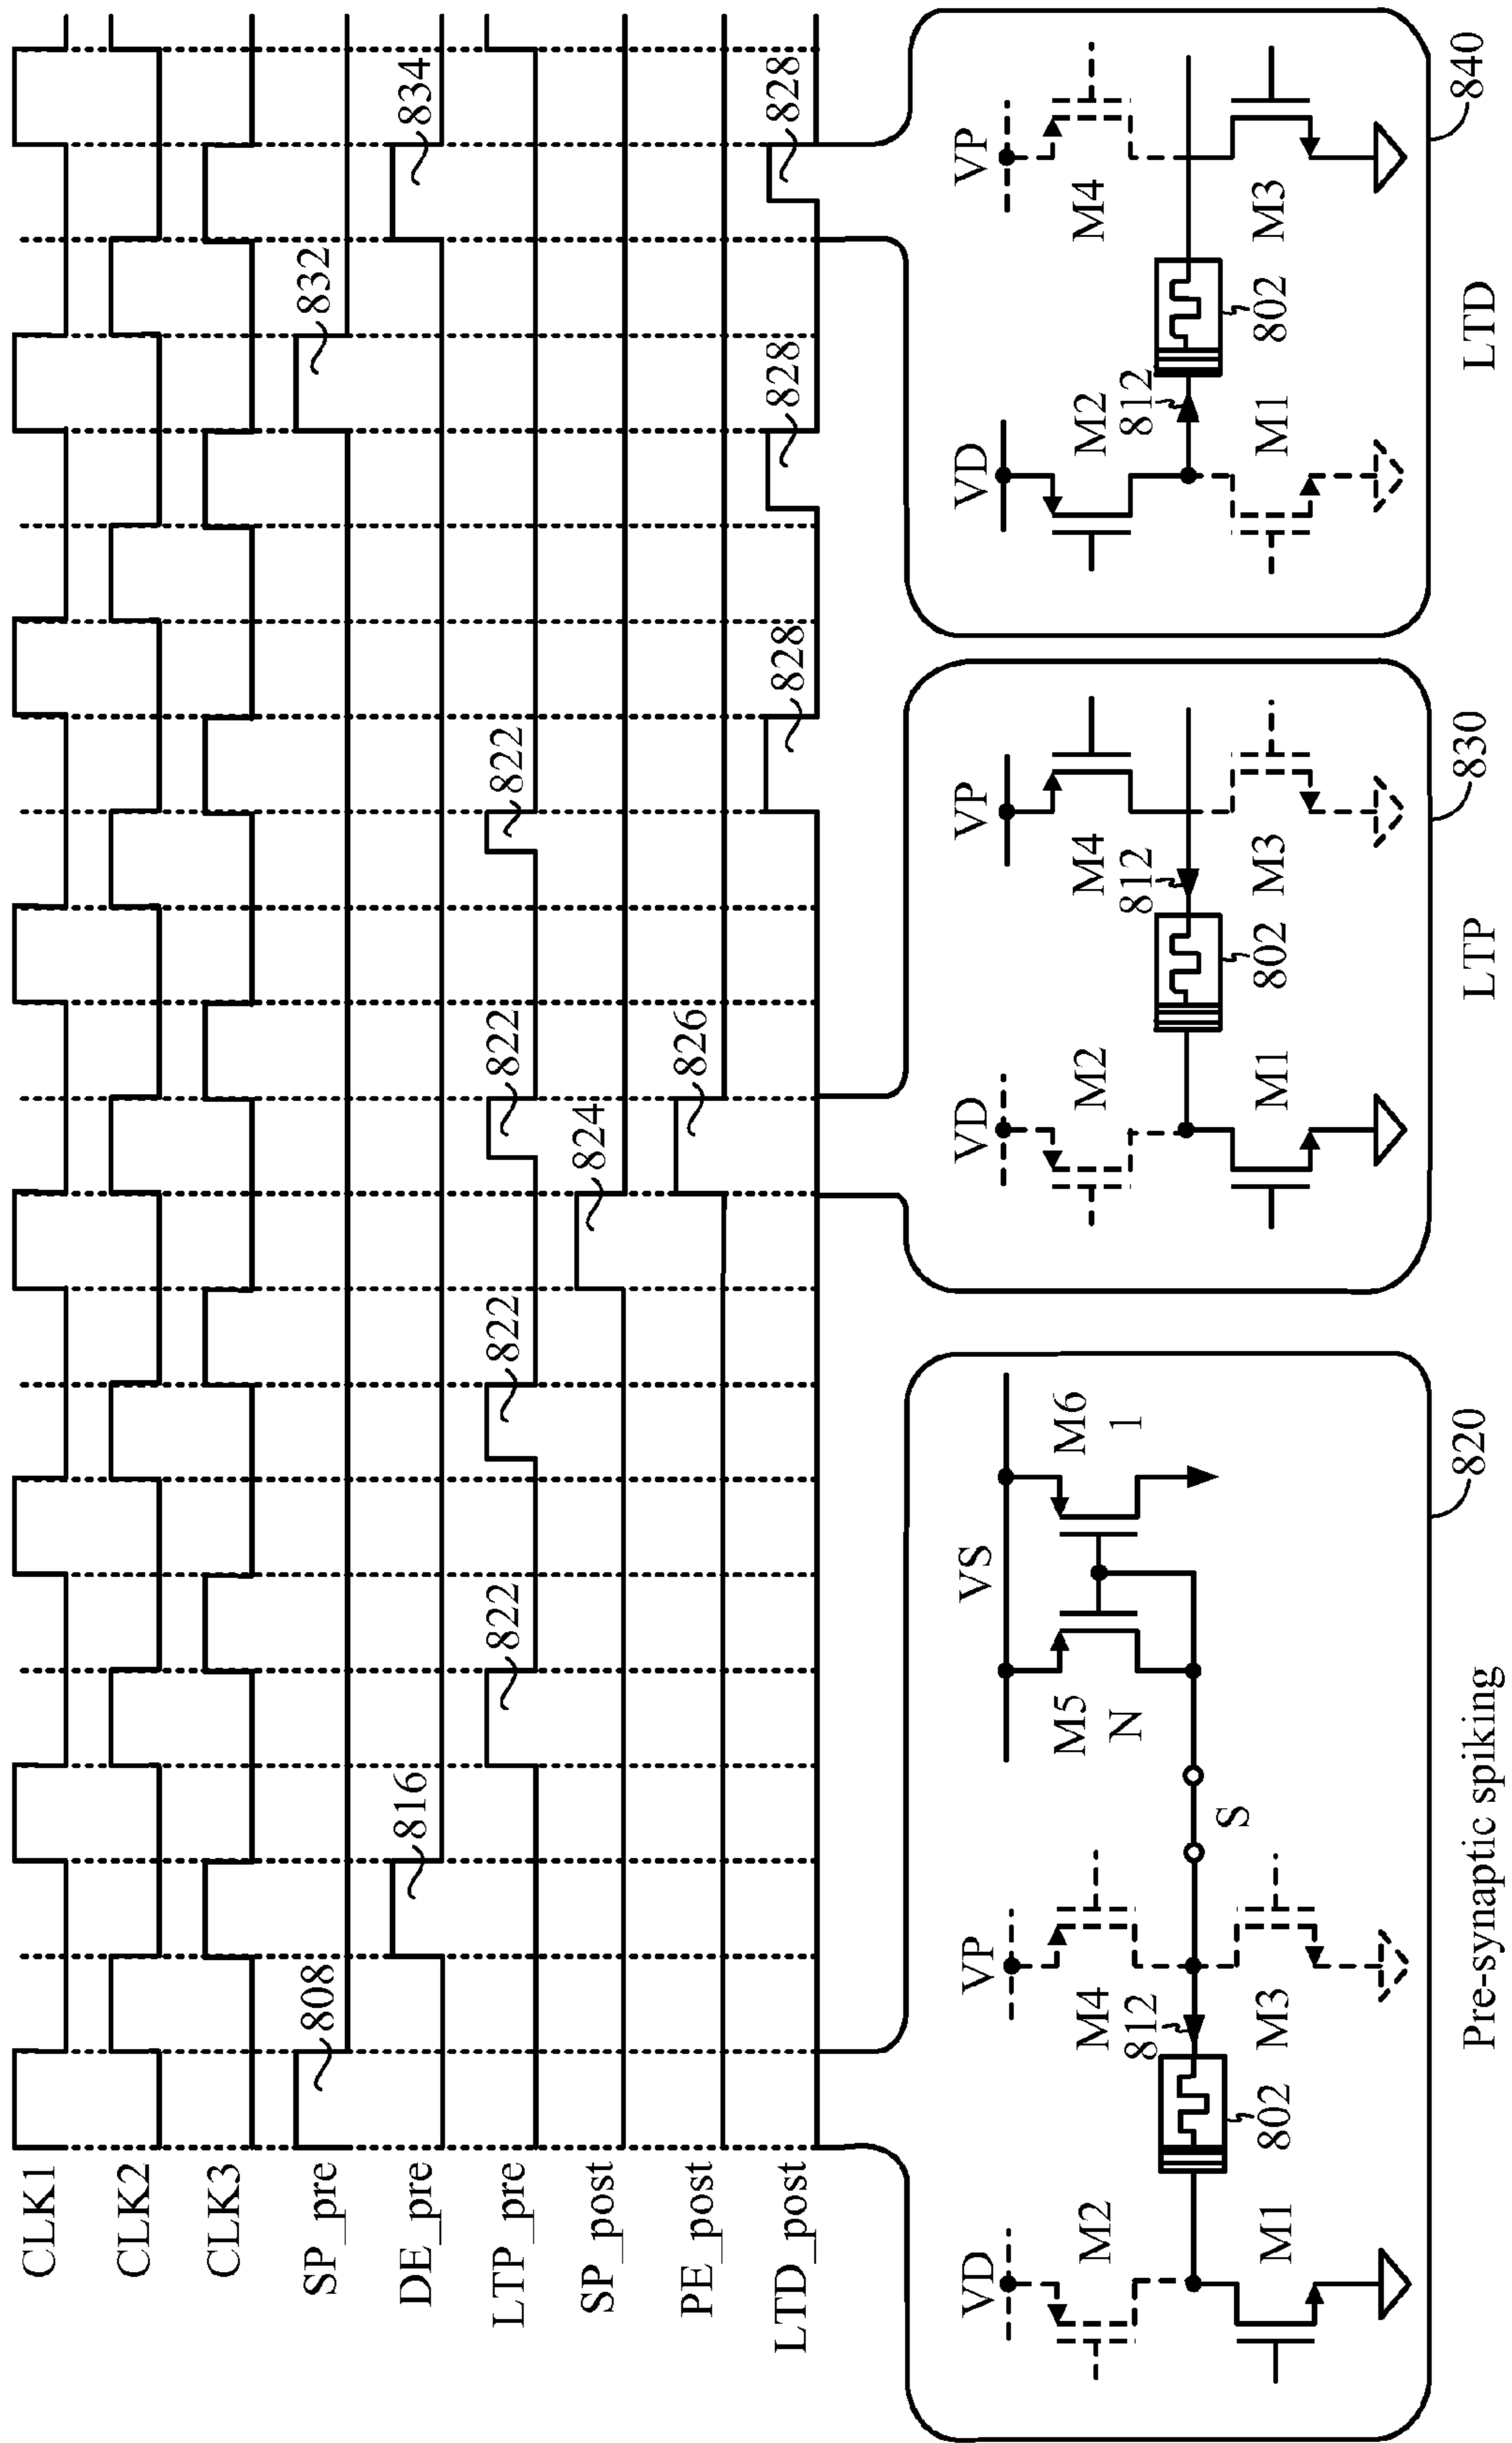 CLK1
CLK2
CLK3
SP_pre
808
832
DE_pre
816
834
LTP_pre
822
822
822
822
SP_post
824
PE_post
826
LTD_post
828
828
828
VD
M2
M1
802
812
VP
M4
M3
S
VS
M5
N
M6
1
820
Pre-synaptic spiking
VD
M2
M1
802
812
VP
M4
M3
830
LTP
VD
M2
812
M1
802
VP
M4
M3
840
LTD